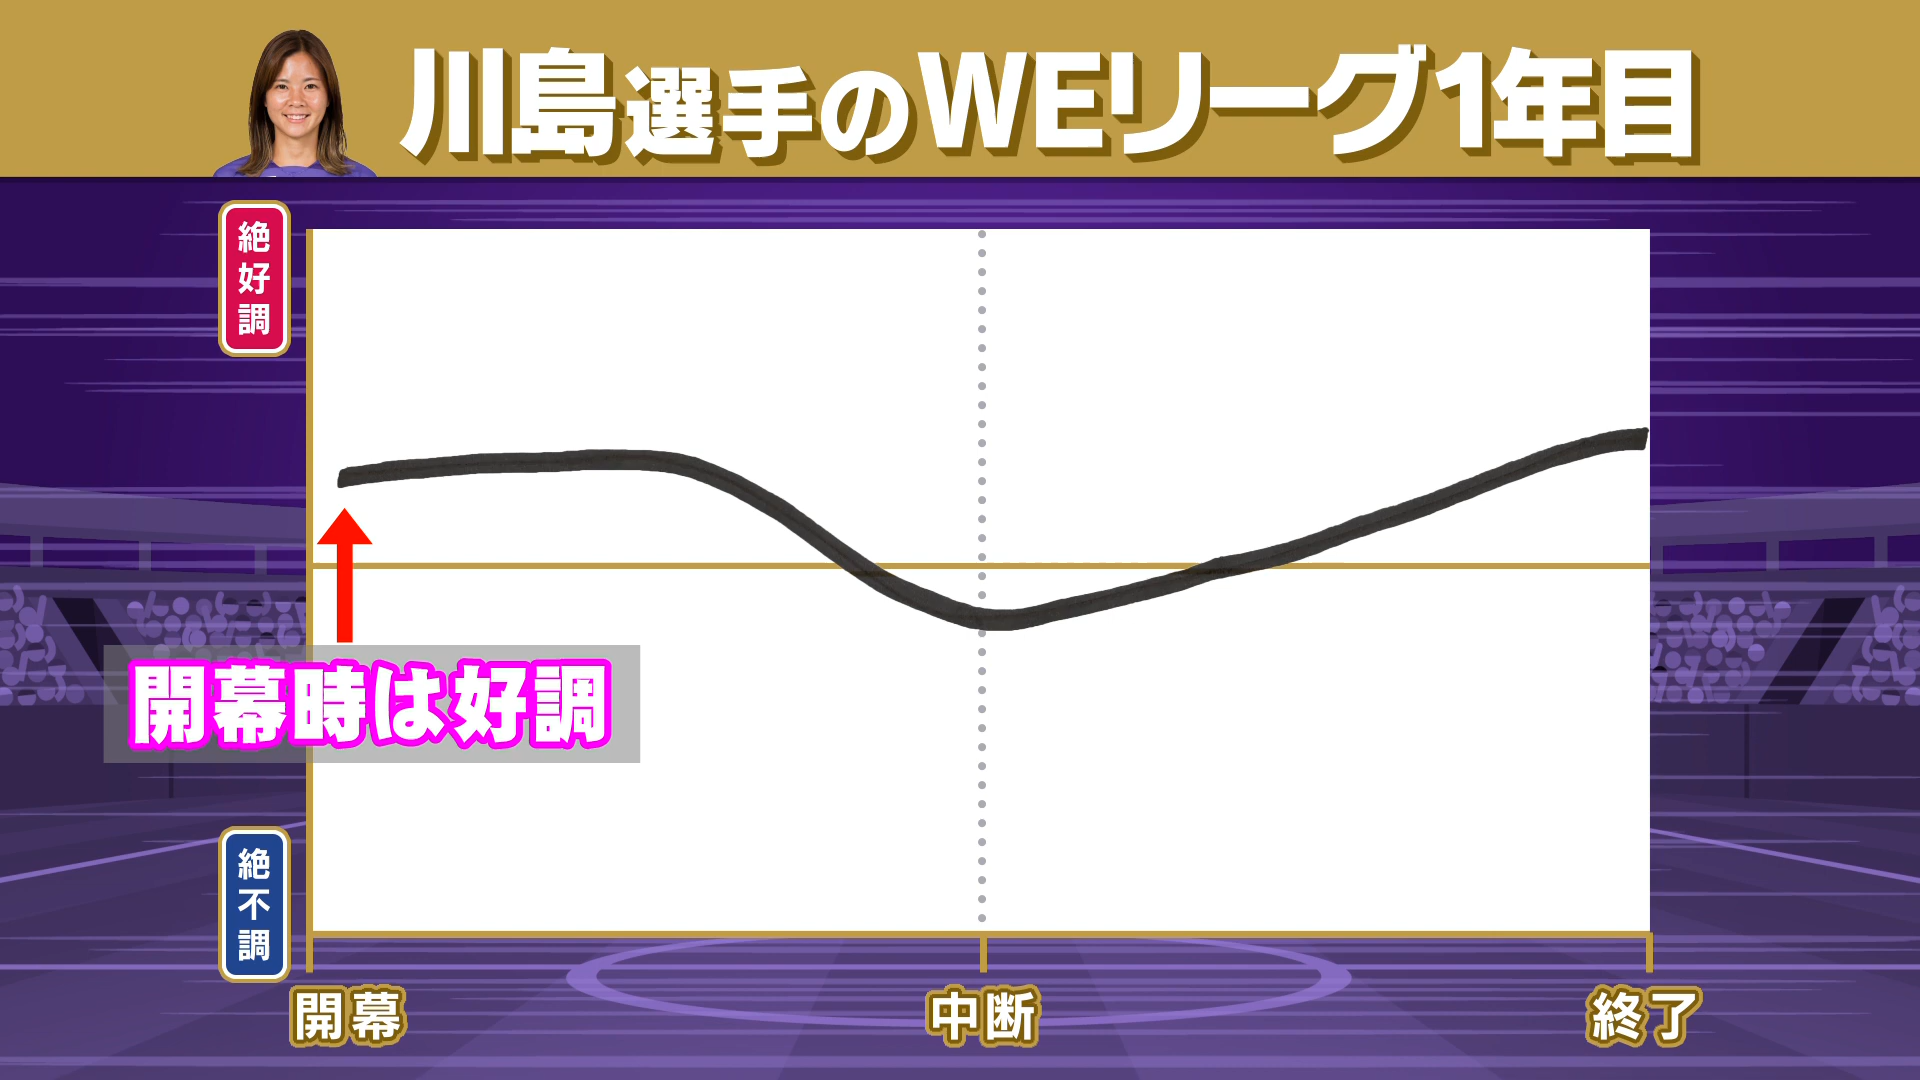 川島選手のWEリーグ1年目
絶好調
開幕時は好調
絶不調
開幕
中断
終了